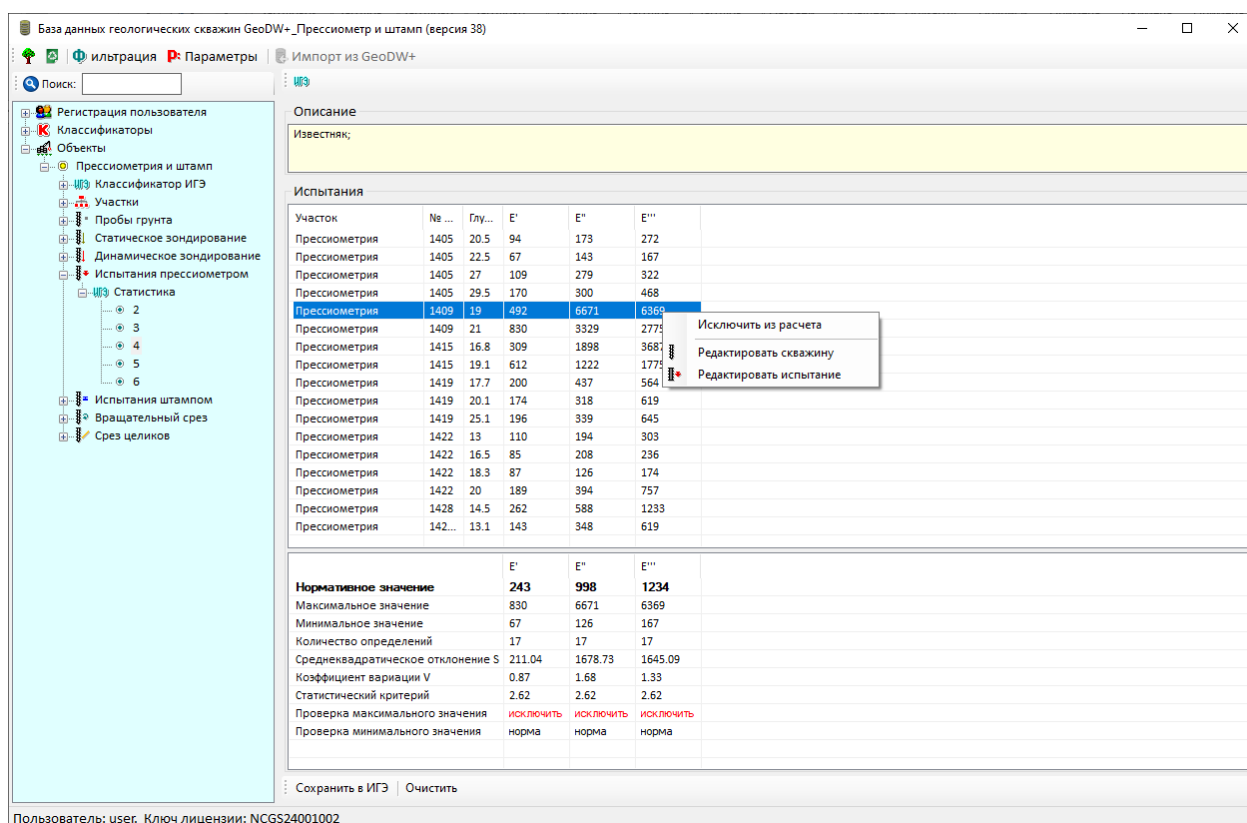 База данных геологических скважин GeoDW+_Прессиометр и штамп (версия 38)
Фильтрация P: Параметры Импорт из GeoDW+
Поиск:
ИГЭ
Регистрация пользователя
Классификаторы
Объекты
Прессиометрия и штамп
ИГЭ Классификатор ИГЭ
Участки
Пробы грунта
Статическое зондирование
Динамическое зондирование
Испытания прессиометром
ИГЭ Статистика
2
3
4
5
6
Испытания штампом
Вращательный срез
Срез целиков
Описание
Известняк;
Испытания
Участок № ... Глу... E' E" E'''
Прессиометрия 1405 20.5 94 173 272
Прессиометрия 1405 22.5 67 143 167
Прессиометрия 1405 27 109 279 322
Прессиометрия 1405 29.5 170 300 468
Прессиометрия 1409 19 492 6671 6369
Прессиометрия 1409 21 830 3329 2775
Прессиометрия 1415 16.8 309 1898 3687
Прессиометрия 1415 19.1 612 1222 1775
Прессиометрия 1419 17.7 200 437 564
Прессиометрия 1419 20.1 174 318 619
Прессиометрия 1419 25.1 196 339 645
Прессиометрия 1422 13 110 194 303
Прессиометрия 1422 16.5 85 208 236
Прессиометрия 1422 18.3 87 126 174
Прессиометрия 1422 20 189 394 757
Прессиометрия 1428 14.5 262 588 1233
Прессиометрия 142... 13.1 143 348 619
Исключить из расчета
Редактировать скважину
Редактировать испытание
E' E" E'''
Нормативное значение 243 998 1234
Максимальное значение 830 6671 6369
Минимальное значение 67 126 167
Количество определений 17 17 17
Среднеквадратическое отклонение S 211.04 1678.73 1645.09
Коэффициент вариации V 0.87 1.68 1.33
Статистический критерий 2.62 2.62 2.62
Проверка максимального значения исключить исключить исключить
Проверка минимального значения норма норма норма
Сохранить в ИГЭ Очистить
Пользователь: user. Ключ лицензии: NCGS24001002